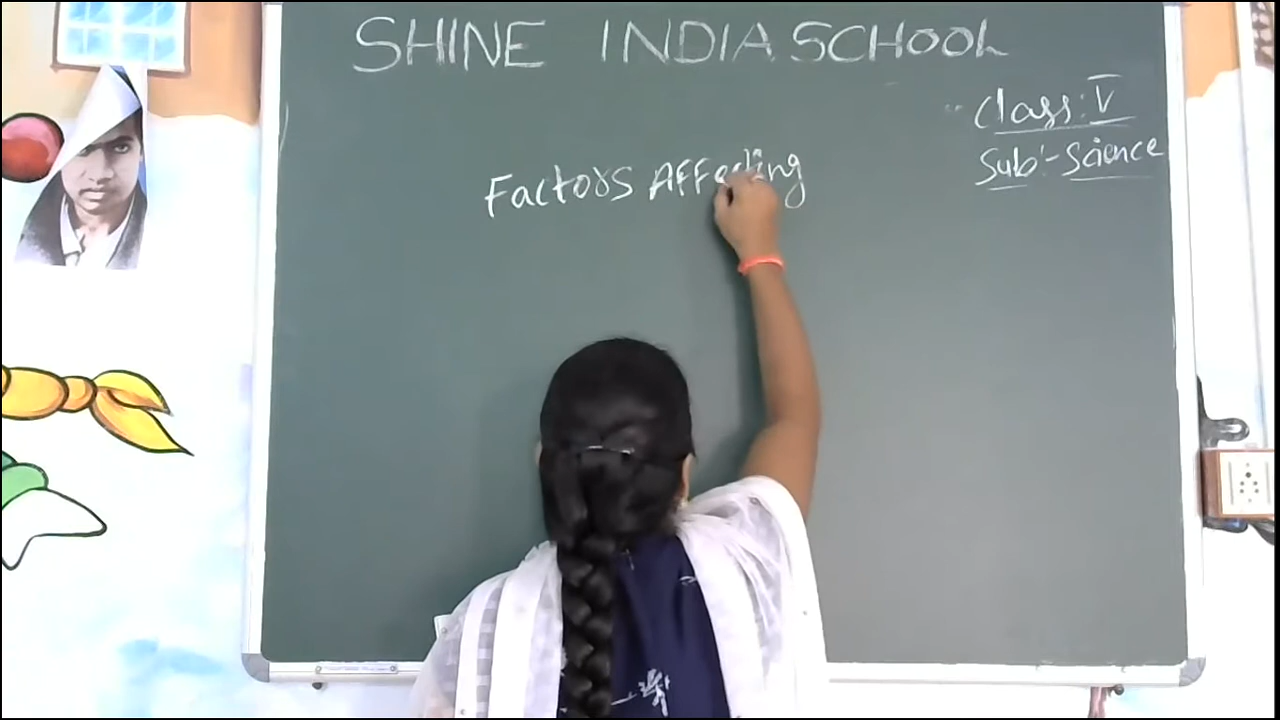 SHINE INDIA SCHOOL
Class: V
Sub:- Science
Factors Affecting